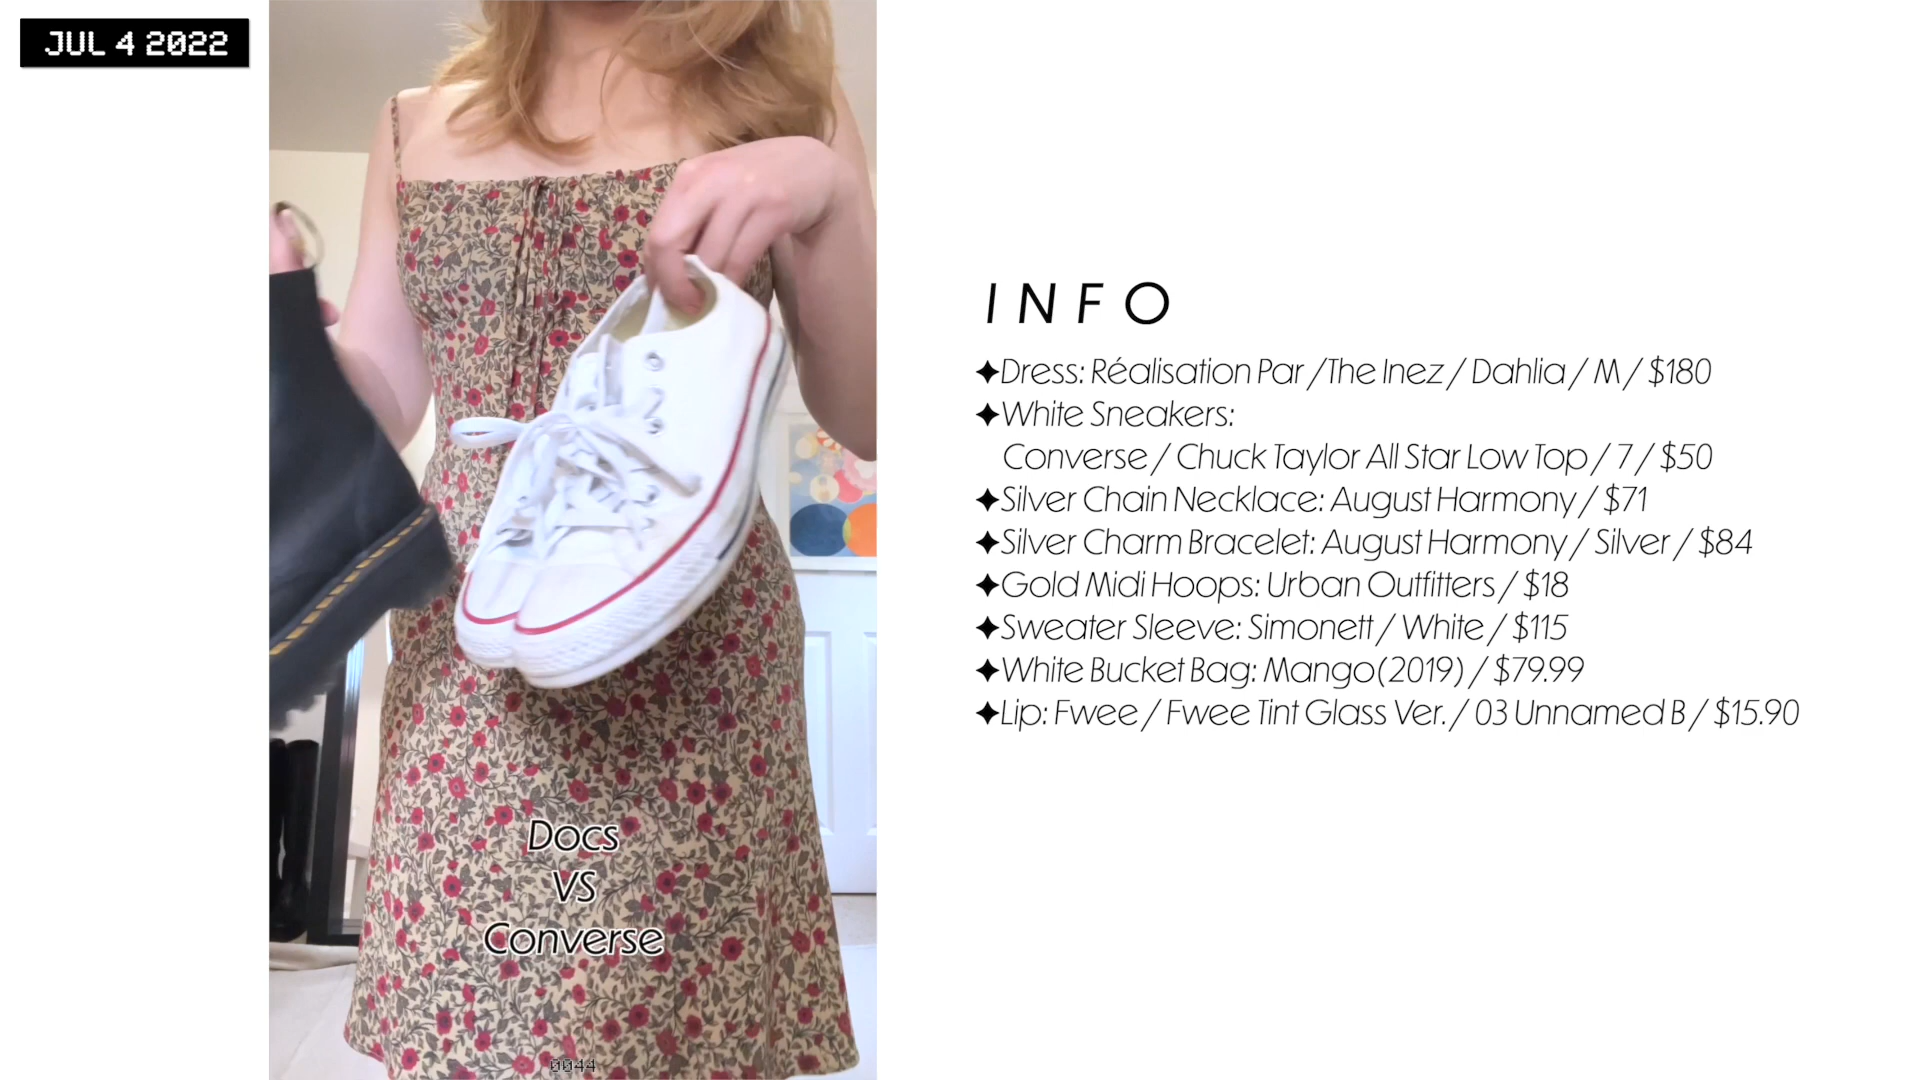 JUL 4 2022
Docs
VS
Converse
0044
INFO
✦Dress: Réalisation Par / The Inez / Dahlia / M / $180
✦White Sneakers:
Converse / Chuck Taylor All Star Low Top / 7 / $50
✦Silver Chain Necklace: August Harmony / $71
✦Silver Charm Bracelet: August Harmony / Silver / $84
✦Gold Midi Hoops: Urban Outfitters / $18
✦Sweater Sleeve: Simonett / White / $115
✦White Bucket Bag: Mango(2019) / $79.99
✦Lip: Fwee / Fwee Tint Glass Ver. / 03 Unnamed B / $15.90